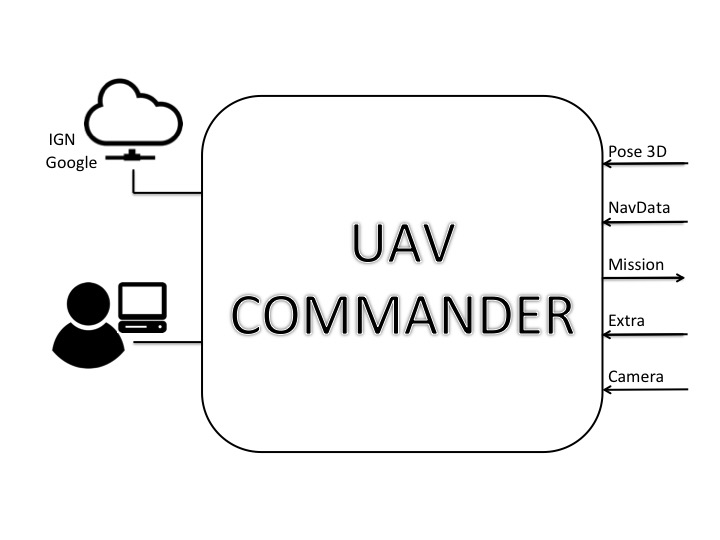 IGN
Google
UAV
COMMANDER
Pose 3D
NavData
Mission
Extra
Camera